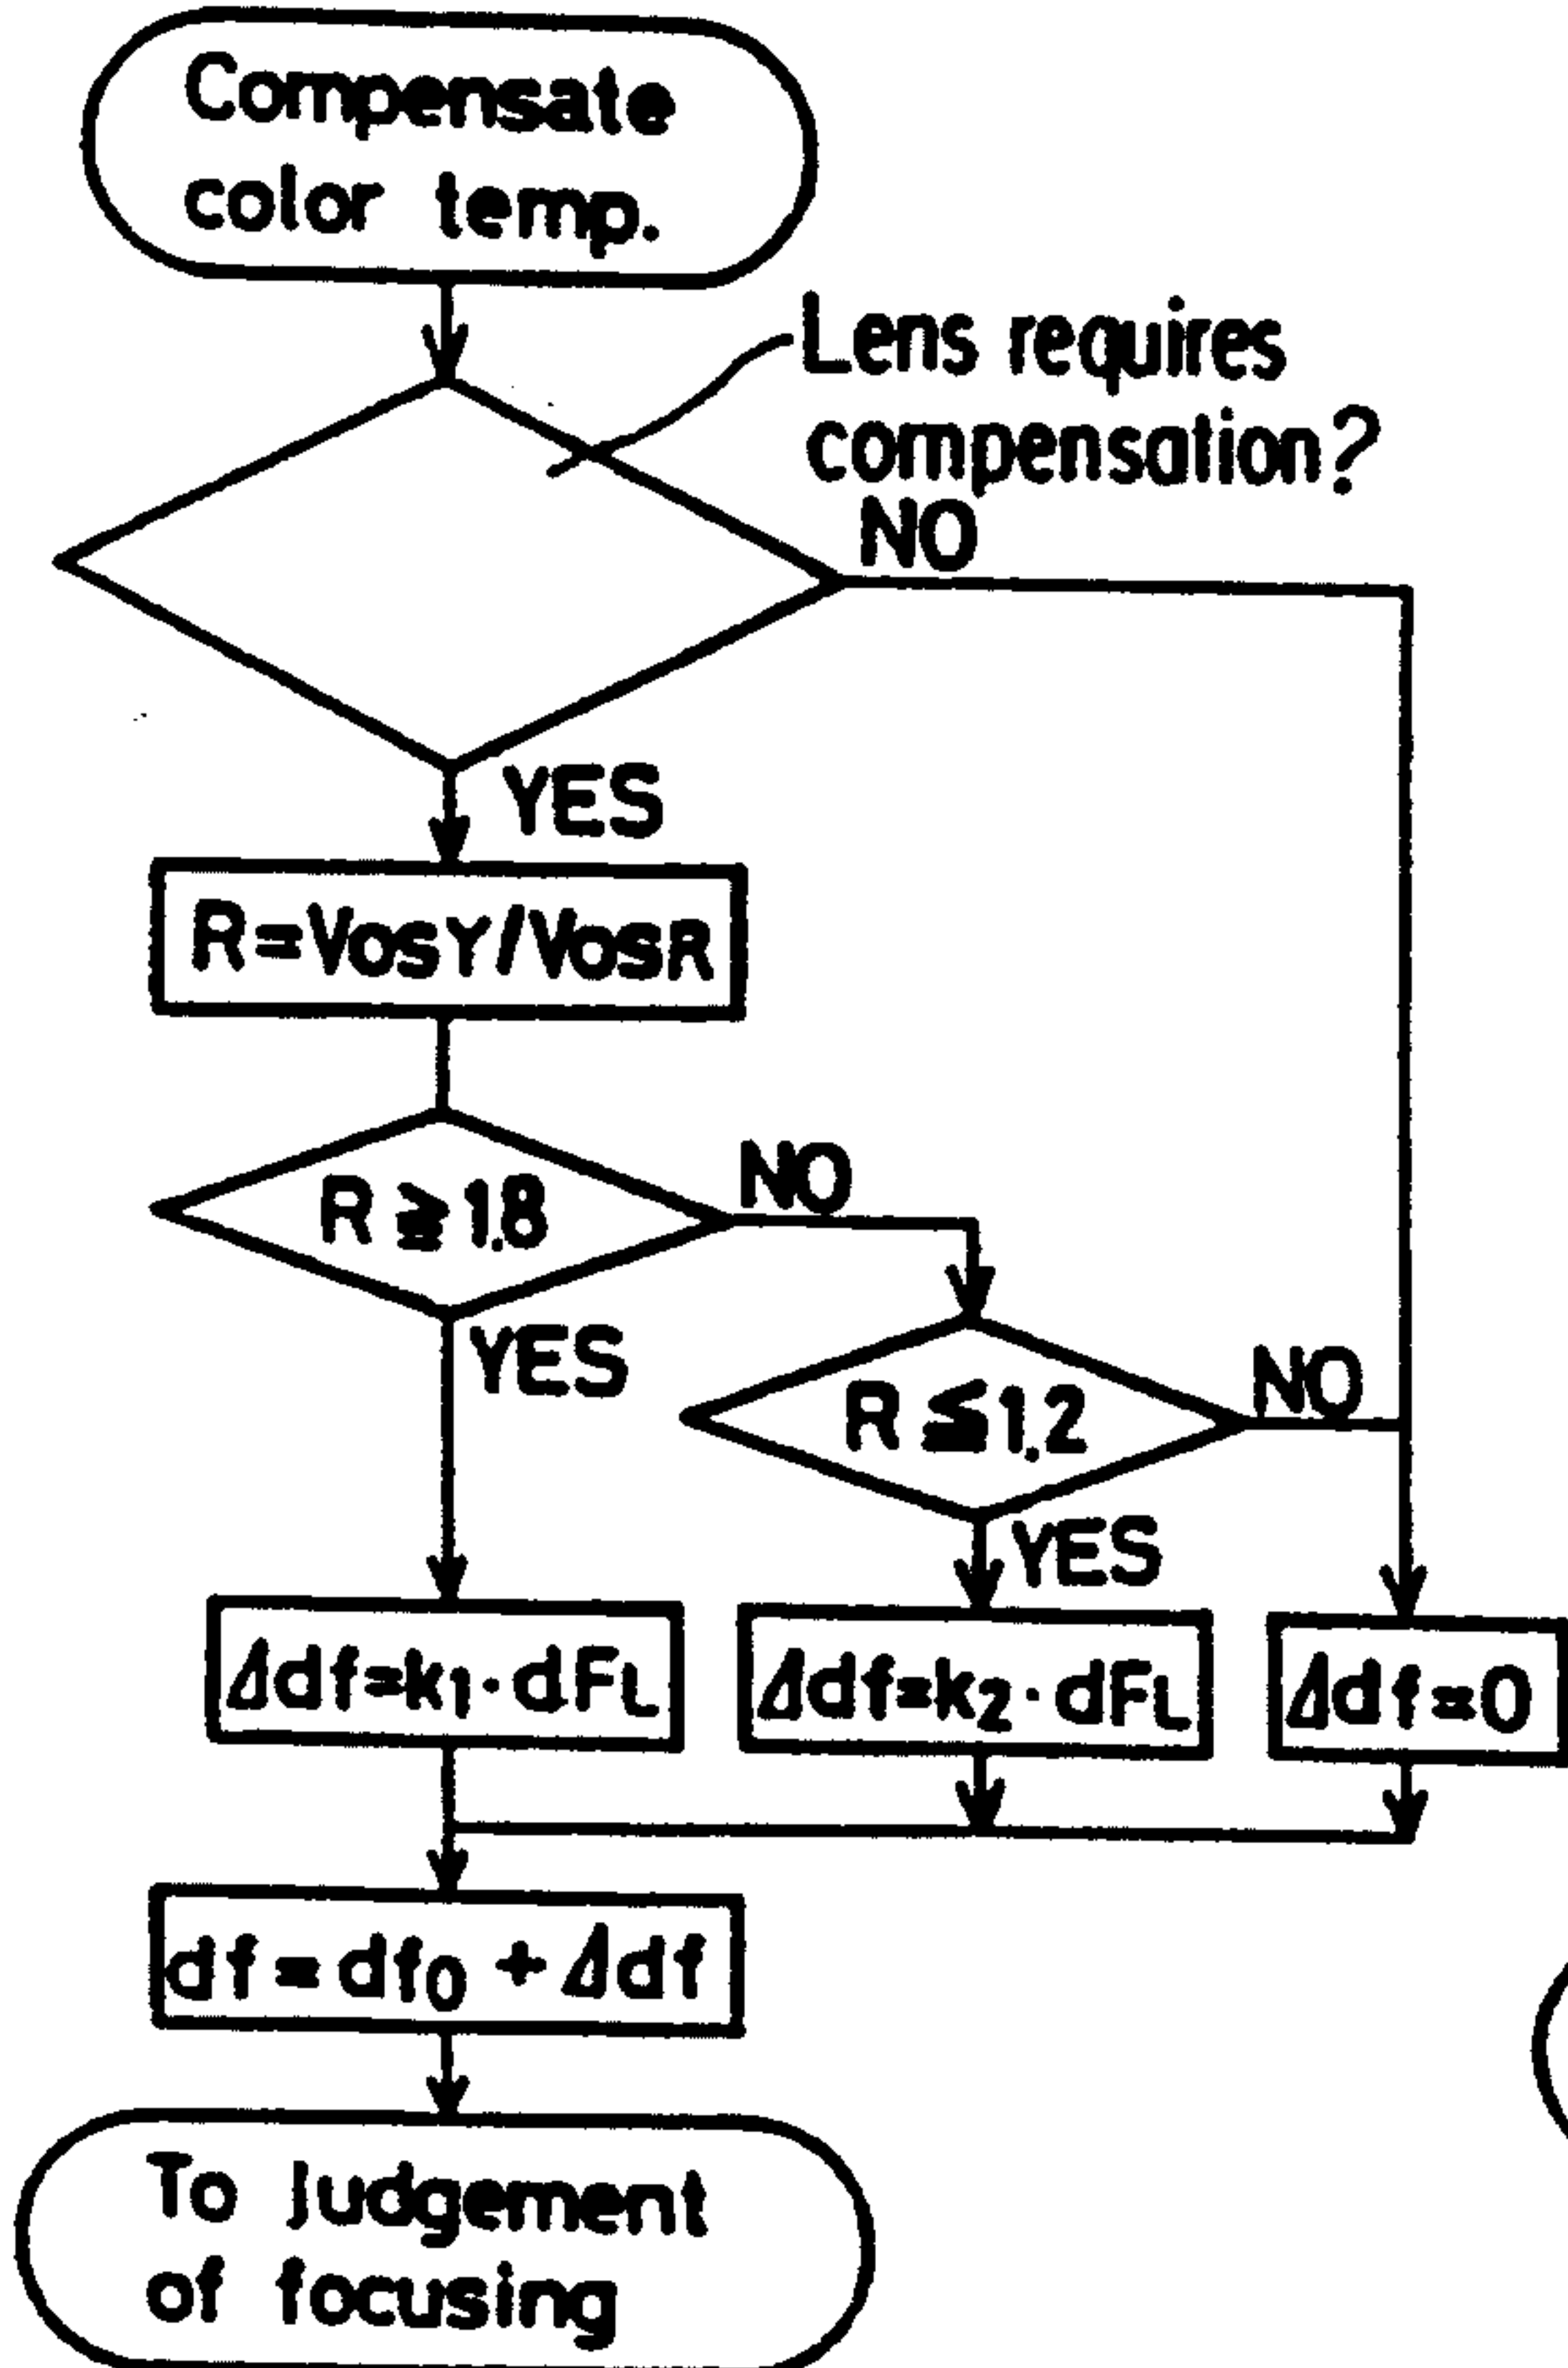 Compensate
color temp.
Lens requires
compensation?
NO
YES
R=VOSY/VOSR
R≧1.8
NO
YES
R≦1.2
NO
YES
Δdf=k1·dFL
Δdf=k2·dFL
Δdf=0
df=df0+Δdf
To judgement
of focusing